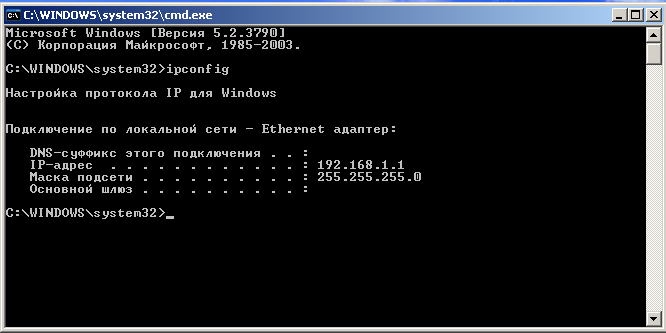 C:\WINDOWS\system32\cmd.exe
Microsoft Windows [Версия 5.2.3790]
(C) Корпорация Майкрософт, 1985-2003.
C:\WINDOWS\system32>ipconfig
Настройка протокола IP для Windows
Подключение по локальной сети - Ethernet адаптер:
DNS-суффикс этого подключения . . :
IP-адрес  . . . . . . . . . . . . : 192.168.1.1
Маска подсети . . . . . . . . . . : 255.255.255.0
Основной шлюз . . . . . . . . . . :
C:\WINDOWS\system32>_